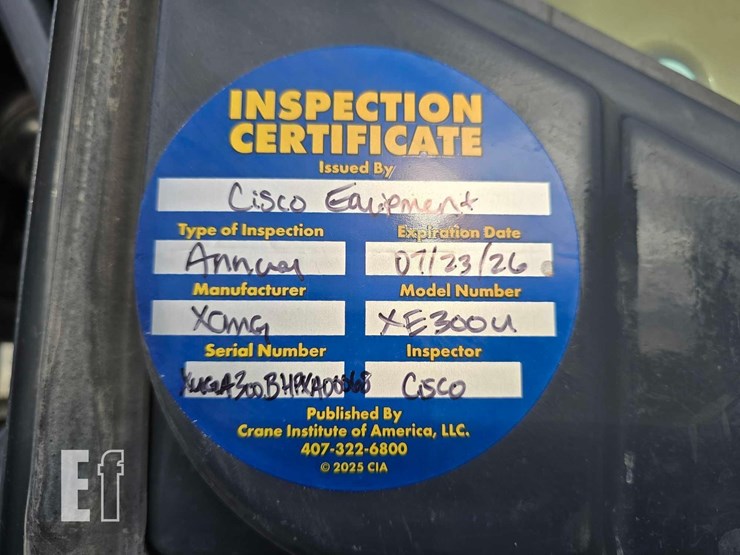 INSPECTION
CERTIFICATE
Issued By
Cisco Equipment
Type of Inspection Expiration Date
Annual 07/23/26
Manufacturer Model Number
XCMG XE300U
Serial Number Inspector
Cisco
Published By
Crane Institute of America, LLC.
407-322-6800
© 2025 CIA
Ef